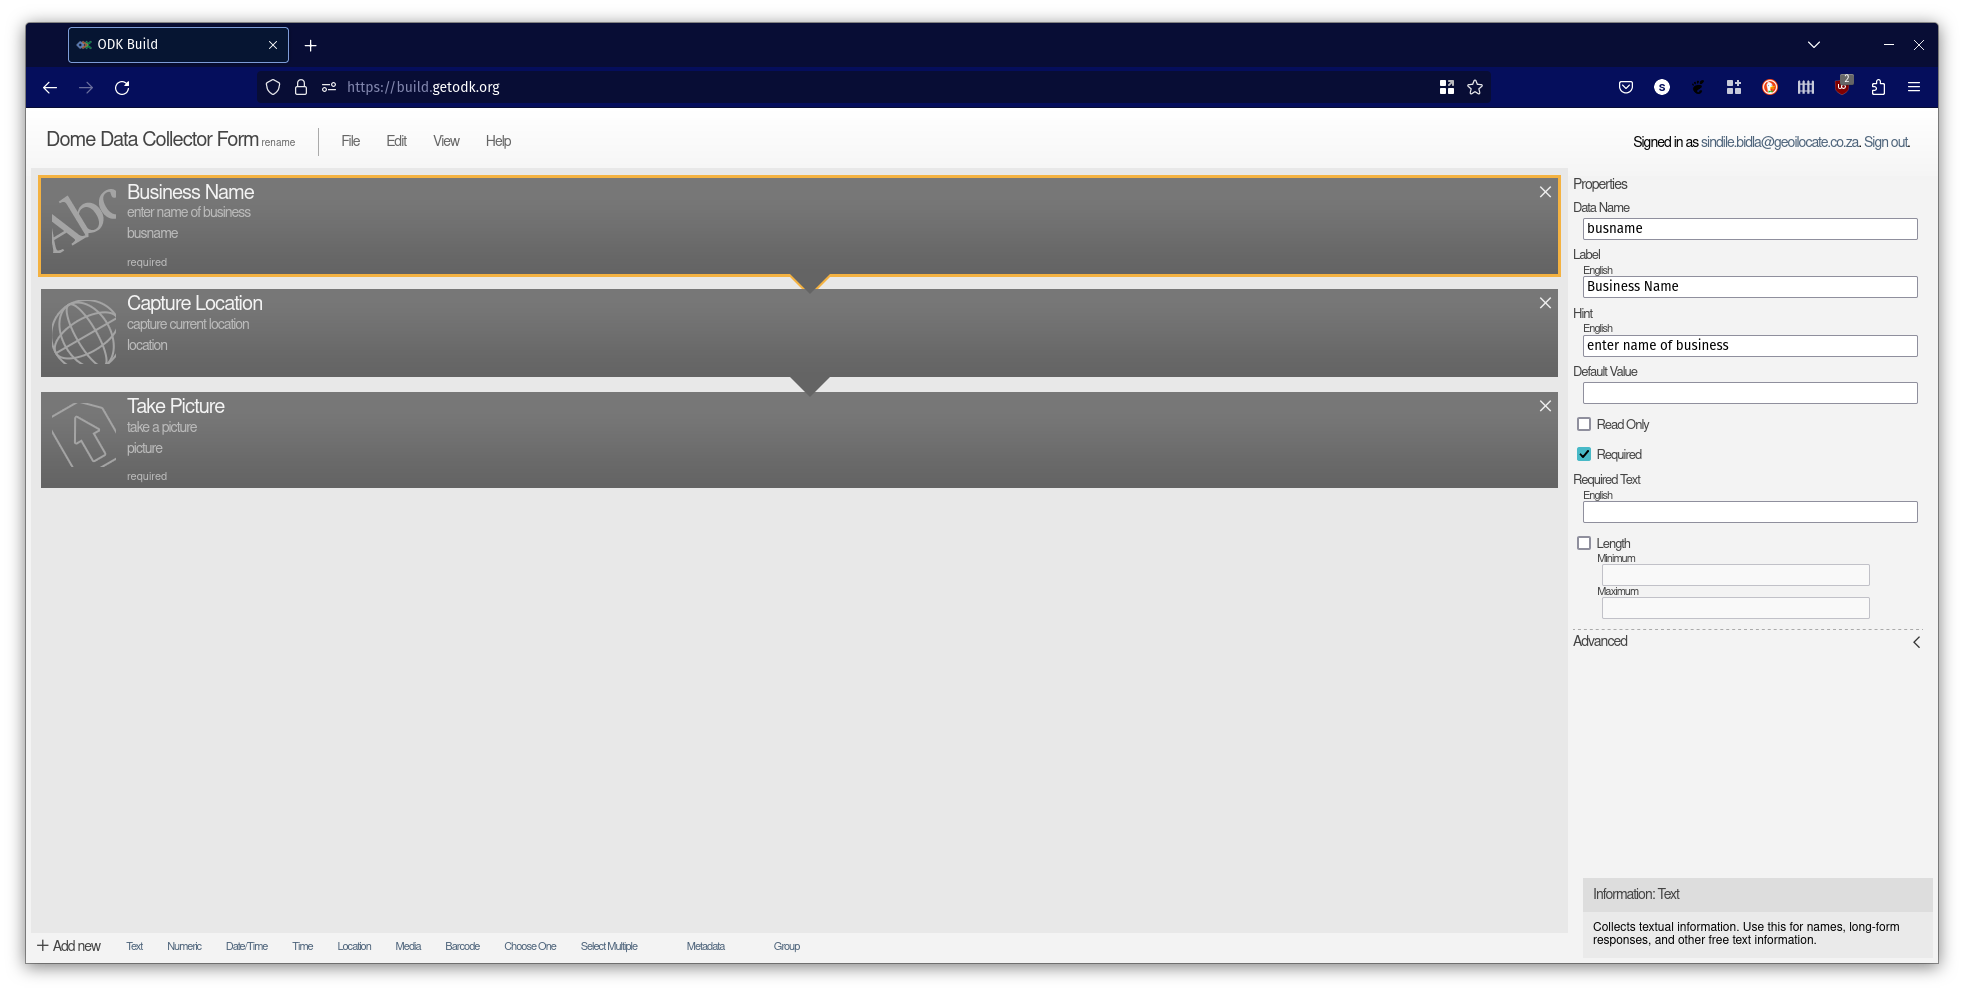 ODK Build
https://build.getodk.org
2
Dome Data Collector Form rename
File Edit View Help
Signed in as sindile.bidla@geoilocate.co.za. Sign out.
Abc
Business Name
enter name of business
busname
required
Capture Location
capture current location
location
Take Picture
take a picture
picture
required
Properties
Data Name
busname
Label
English
Business Name
Hint
English
enter name of business
Default Value
Read Only
Required
Required Text
English
Length
Minimum
Maximum
Advanced
Information: Text
Collects textual information. Use this for names, long-form
responses, and other free text information.
+ Add new Text Numeric Date/Time Time Location Media Barcode Choose One Select Multiple Metadata Group